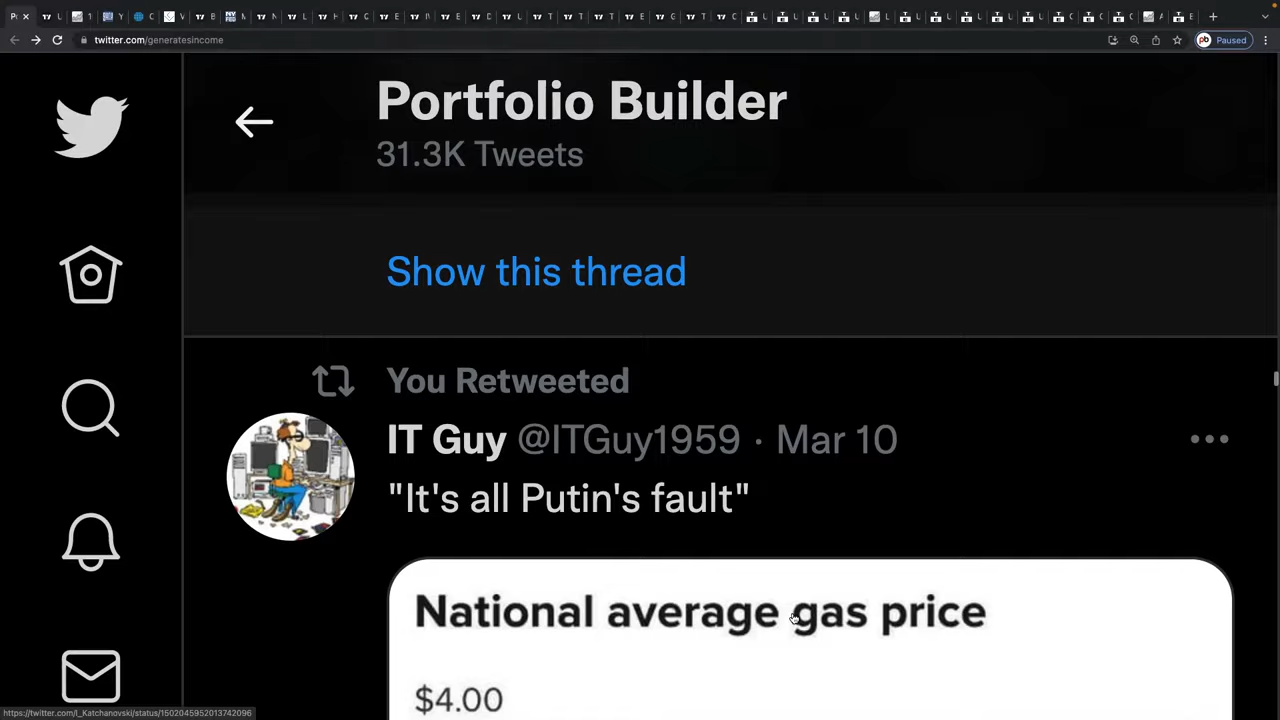 twitter.com/generatesincome
Paused
Portfolio Builder
31.3K Tweets
Show this thread
You Retweeted
IT Guy @ITGuy1959 · Mar 10
"It's all Putin's fault"
National average gas price
$4.00
https://twitter.com/I_Katchanovski/status/1502045952013742096